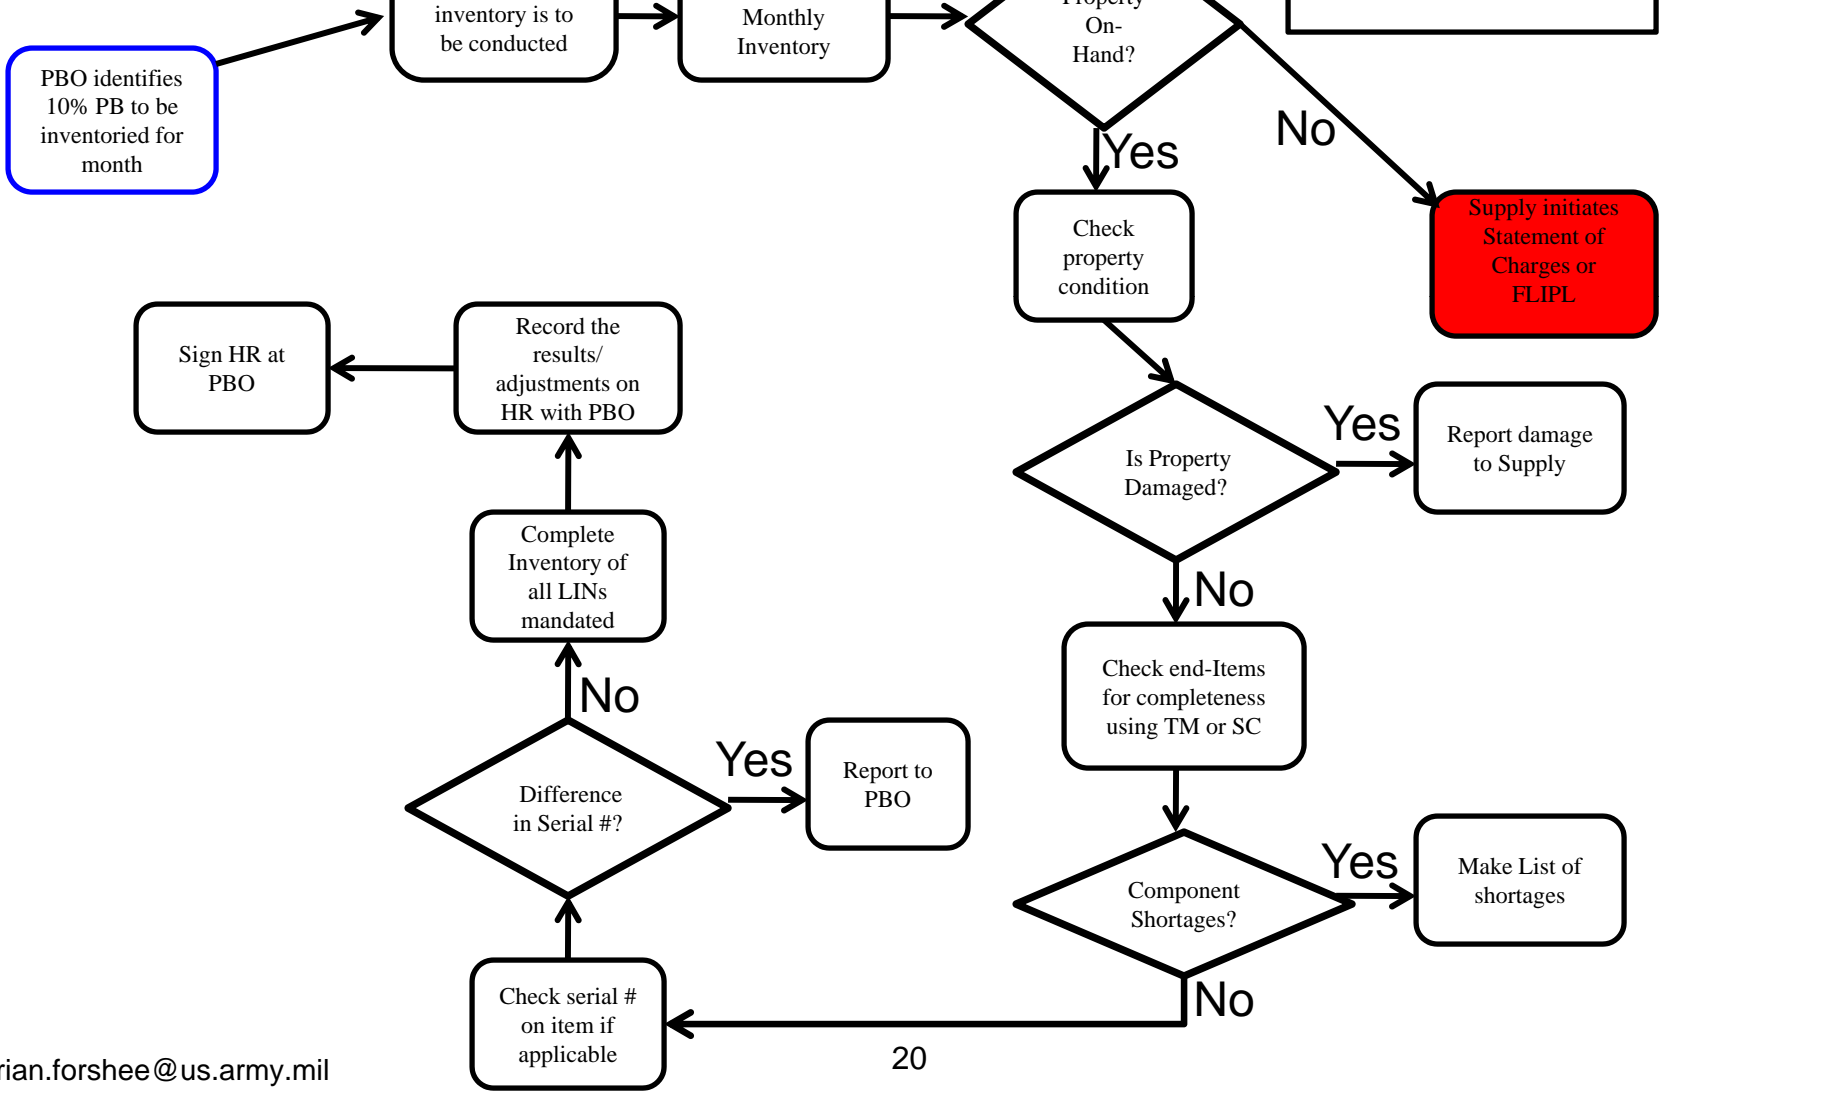 inventory is to
be conducted
Monthly
Inventory
Property
On-
Hand?
PBO identifies
10% PB to be
inventoried for
month
No
Yes
Supply initiates
Statement of
Charges or
FLIPL
Check
property
condition
Sign HR at
PBO
Record the
results/
adjustments on
HR with PBO
Is Property
Damaged?
Yes
Report damage
to Supply
Complete
Inventory of
all LINs
mandated
No
Check end-Items
for completeness
using TM or SC
No
Difference
in Serial #?
Yes
Report to
PBO
Component
Shortages?
Yes
Make List of
shortages
No
Check serial #
on item if
applicable
20
rian.forshee@us.army.mil